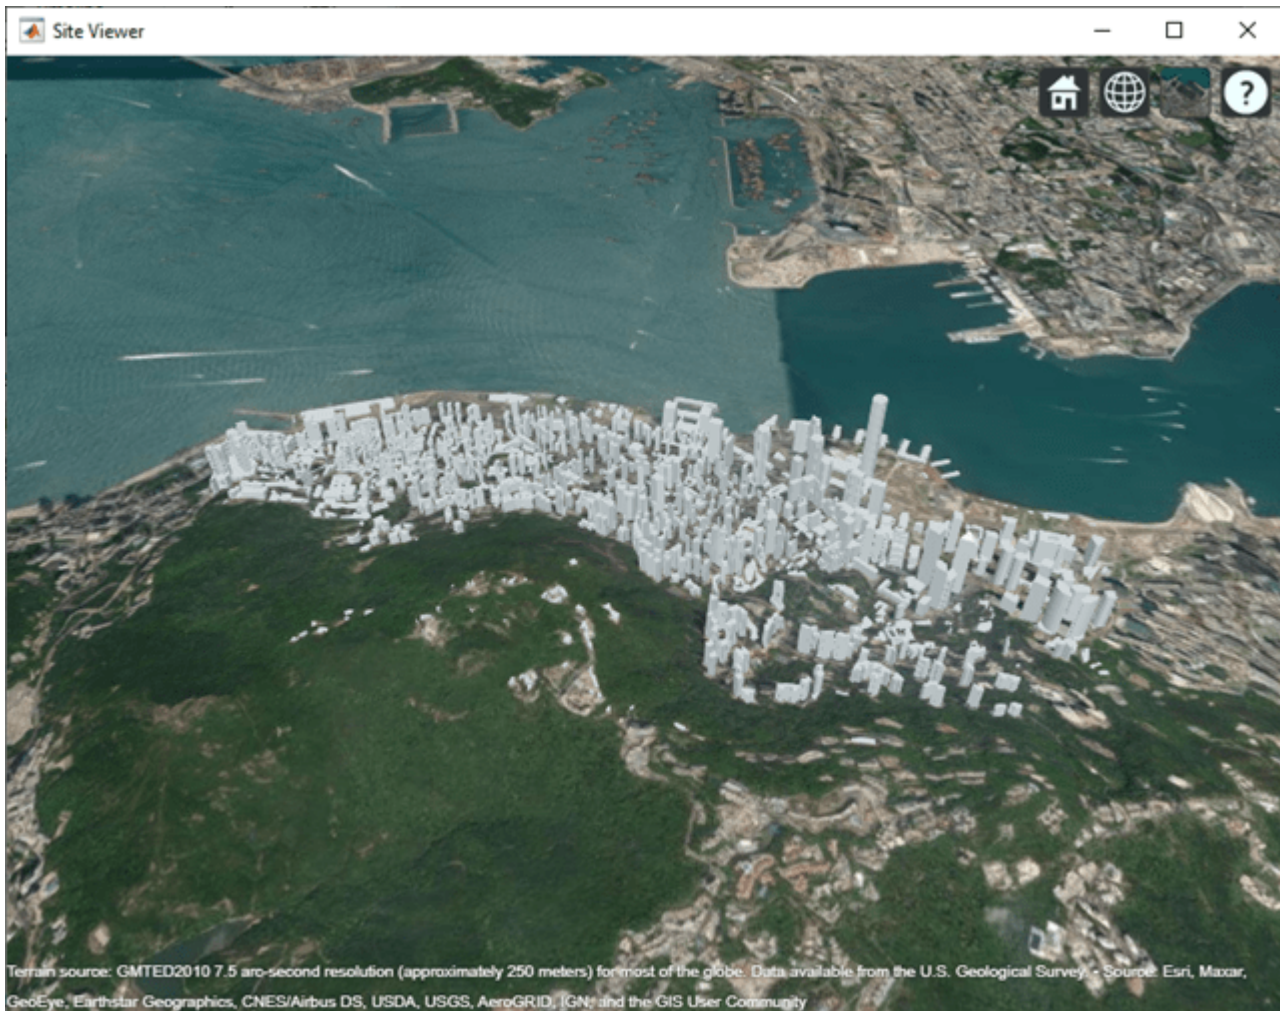 Site Viewer
?
Terrain source: GMTED2010 7.5 arc-second resolution (approximately 250 meters) for most of the globe. Data available from the U.S. Geological Survey. - Source: Esri, Maxar,
GeoEye, Earthstar Geographics, CNES/Airbus DS, USDA, USGS, AeroGRID, IGN, and the GIS User Community